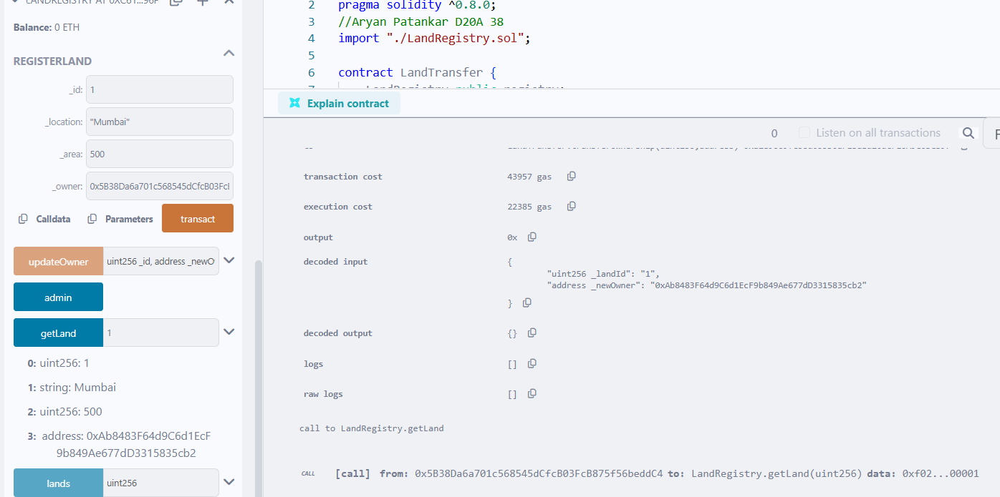 Balance: 0 ETH
REGISTERLAND
_id: 1
_location: "Mumbai"
_area: 500
_owner: 0x5B38Da6a701c568545dCfcB03FcI
Calldata Parameters transact
updateOwner uint256 _id, address _newO
admin
getLand 1
0: uint256: 1
1: string: Mumbai
2: uint256: 500
3: address: 0xAb8483F64d9C6d1EcF
9b849Ae677dD3315835cb2
lands uint256
2 pragma solidity ^0.8.0;
3 //Aryan Patankar D20A 38
4 import "./LandRegistry.sol";
5
6 contract LandTransfer {
7 LandRegistry public registry;
Explain contract
0 Listen on all transactions
transaction cost 43957 gas
execution cost 22385 gas
output 0x
decoded input {
"uint256 _landId": "1",
"address _newOwner": "0xAb8483F64d9C6d1EcF9b849Ae677dD3315835cb2"
}
decoded output {}
logs []
raw logs []
call to LandRegistry.getLand
CALL [call] from: 0x5B38Da6a701c568545dCfcB03FcB875f56beddC4 to: LandRegistry.getLand(uint256) data: 0xf02...00001